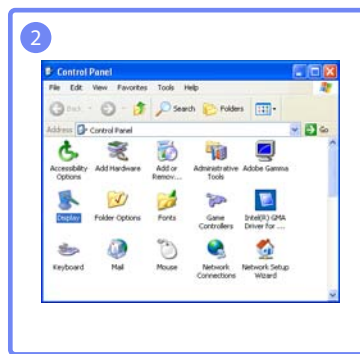 2
Control Panel
File Edit View Favorites Tools Help
Back Search Folders
Address Control Panel Go
Accessibility Options
Add Hardware
Add or Remov...
Administrative Tools
Adobe Gamma
Display
Folder Options
Fonts
Game Controllers
Intel(R) GMA Driver for ...
Keyboard
Mail
Mouse
Network Connections
Network Setup Wizard